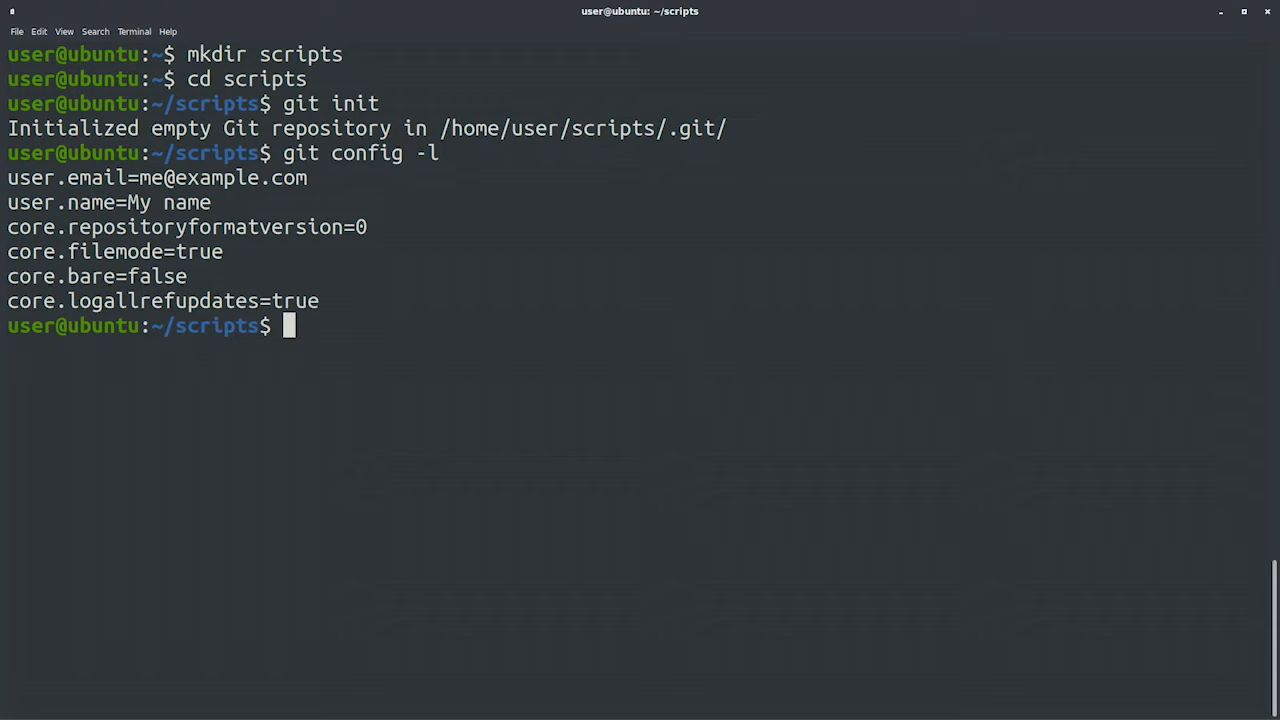 user@ubuntu: ~/scripts
File Edit View Search Terminal Help
user@ubuntu:~$ mkdir scripts
user@ubuntu:~$ cd scripts
user@ubuntu:~/scripts$ git init
Initialized empty Git repository in /home/user/scripts/.git/
user@ubuntu:~/scripts$ git config -l
user.email=me@example.com
user.name=My name
core.repositoryformatversion=0
core.filemode=true
core.bare=false
core.logallrefupdates=true
user@ubuntu:~/scripts$